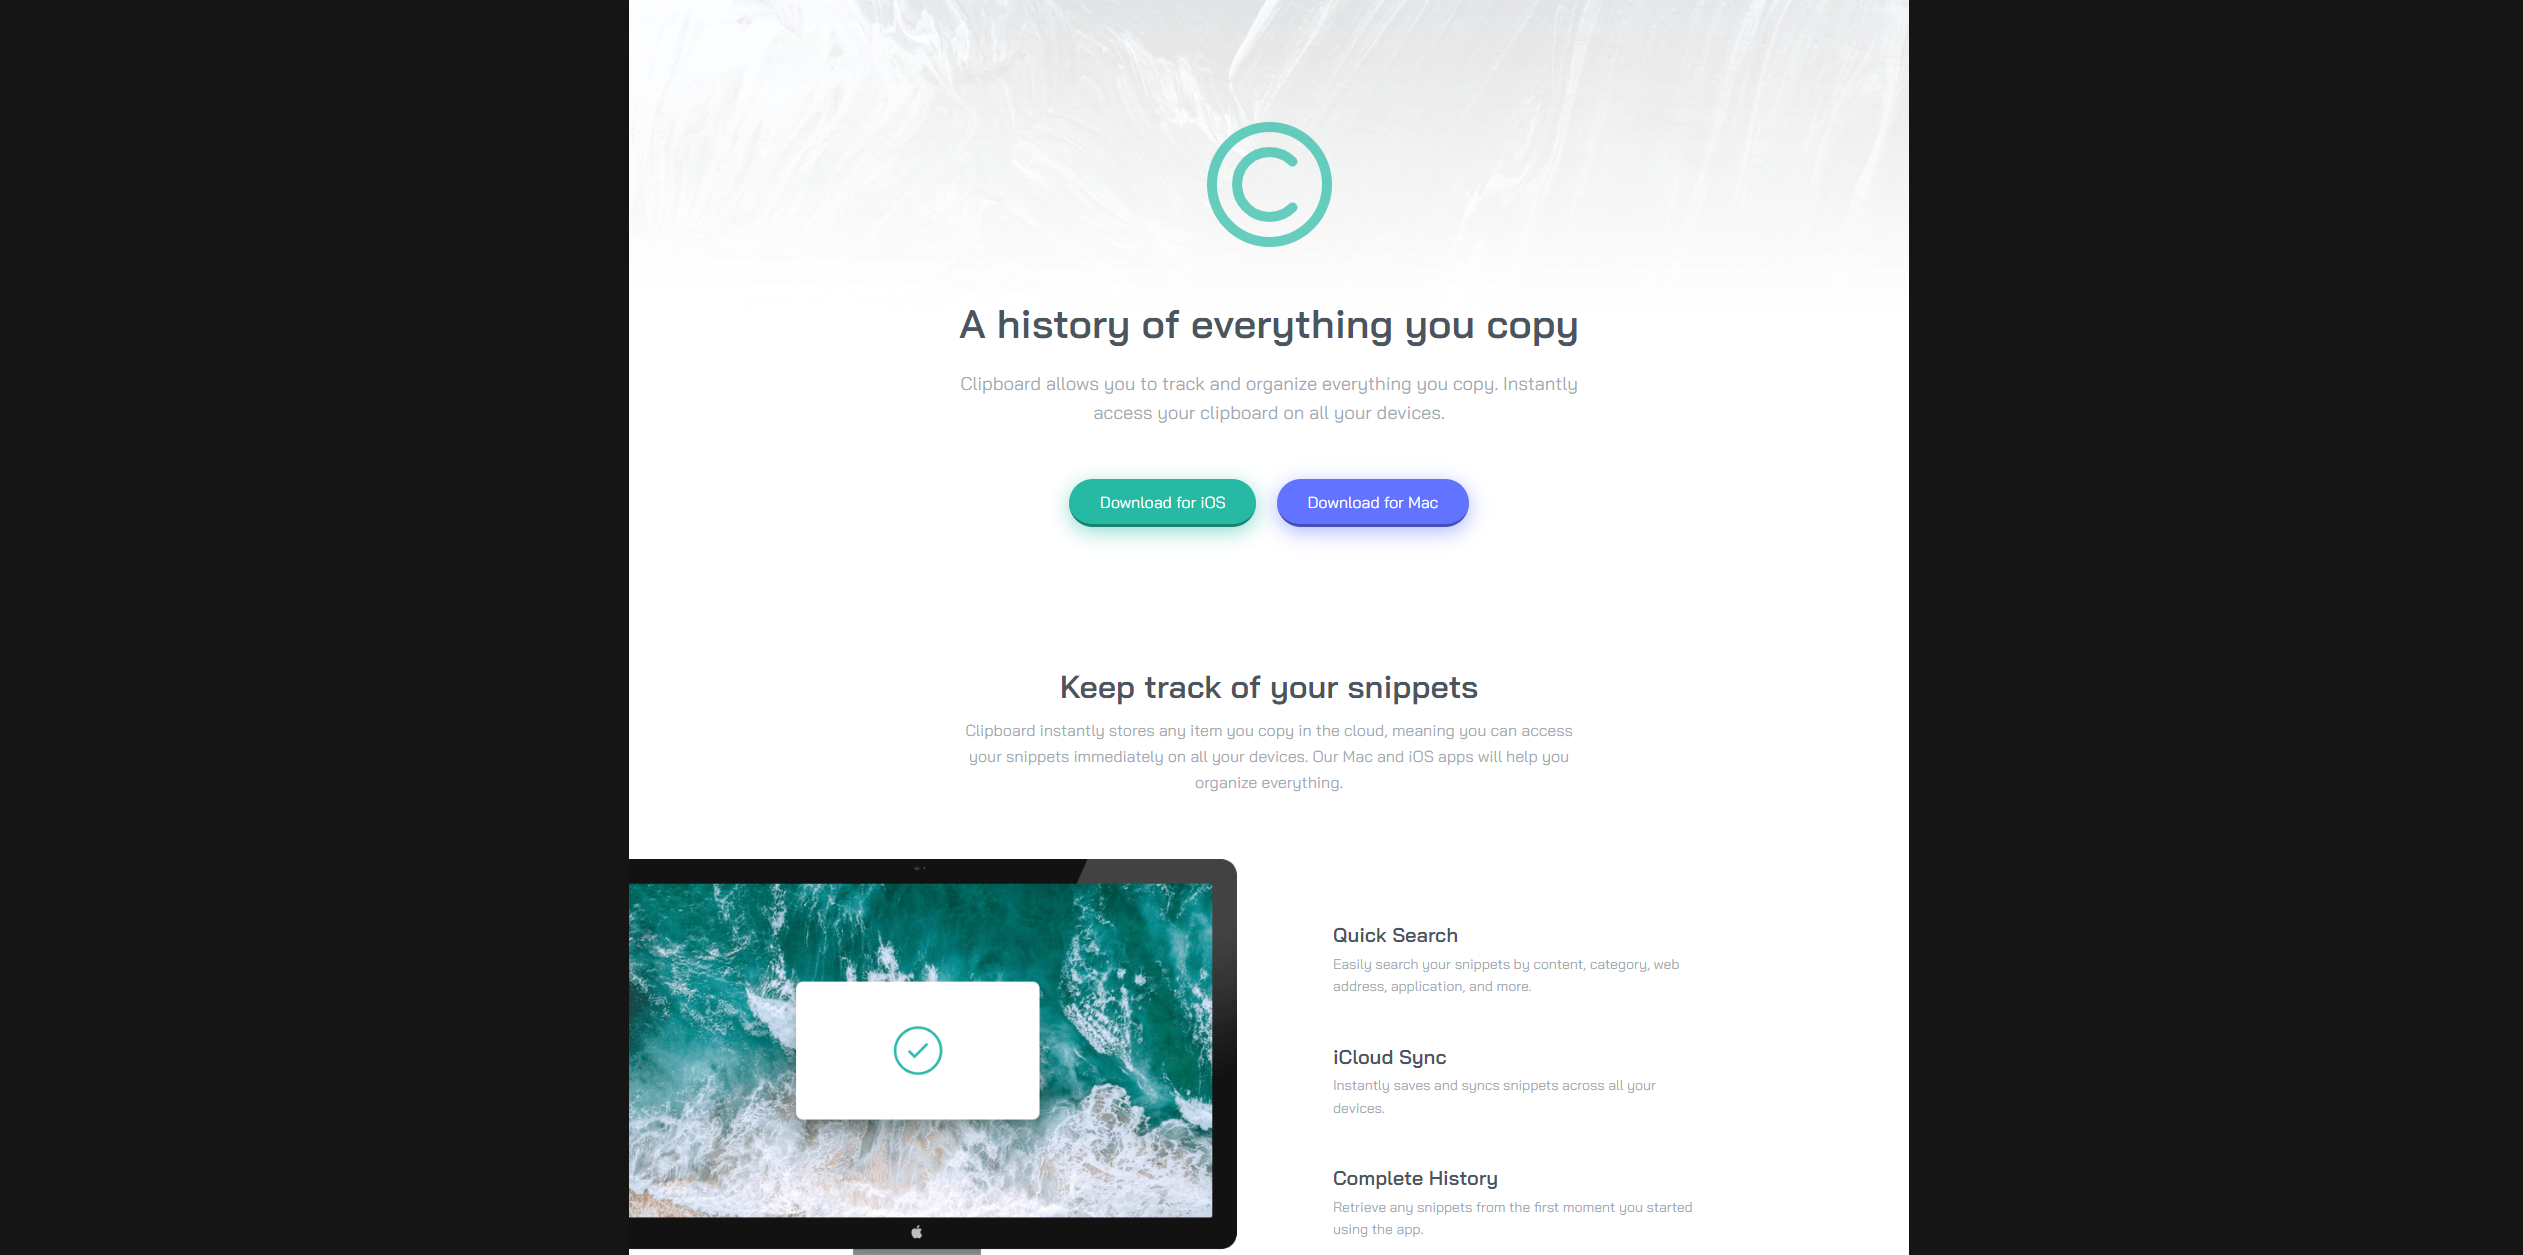 A history of everything you copy
Clipboard allows you to track and organize everything you copy. Instantly
access your clipboard on all your devices.
Download for iOS
Download for Mac
Keep track of your snippets
Clipboard instantly stores any item you copy in the cloud, meaning you can access
your snippets immediately on all your devices. Our Mac and iOS apps will help you
organize everything.
Quick Search
Easily search your snippets by content, category, web
address, application, and more.
iCloud Sync
Instantly saves and syncs snippets across all your
devices.
Complete History
Retrieve any snippets from the first moment you started
using the app.